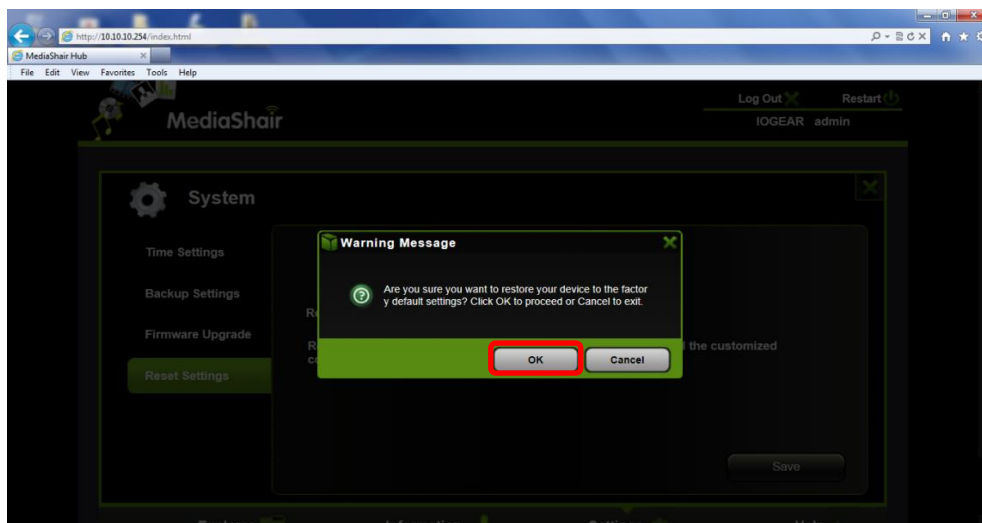 http://10.10.10.254/index.html
MediaShair Hub
File Edit View Favorites Tools Help
MediaShair
Log Out Restart
IOGEAR admin
System
Time Settings
Backup Settings
Firmware Upgrade
Reset Settings
Warning Message
Are you sure you want to restore your device to the factor
y default settings? Click OK to proceed or Cancel to exit.
the customized
OK Cancel
Save